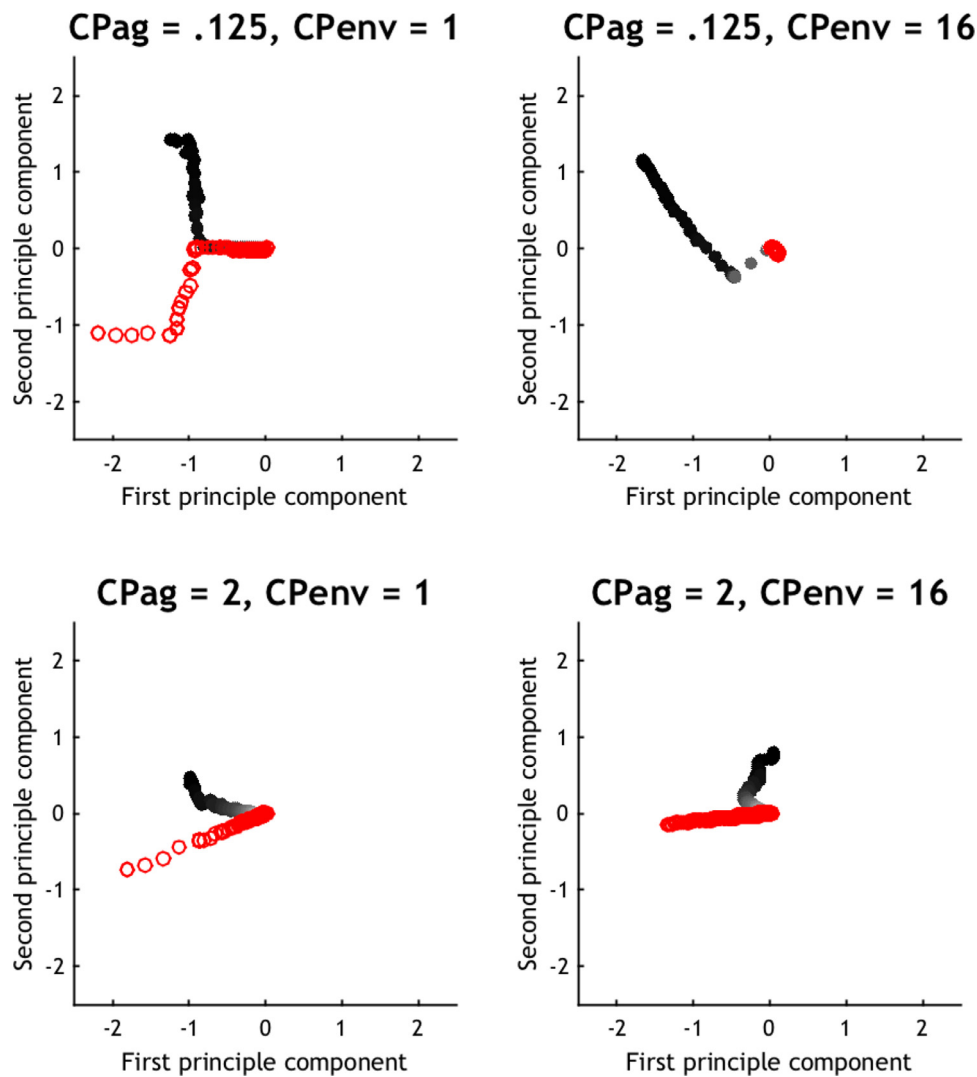 CPag = .125, CPenv = 1
Second principle component
2
1
0
-1
-2
-2 -1 0 1 2
First principle component
CPag = .125, CPenv = 16
Second principle component
2
1
0
-1
-2
-2 -1 0 1 2
First principle component
CPag = 2, CPenv = 1
Second principle component
2
1
0
-1
-2
-2 -1 0 1 2
First principle component
CPag = 2, CPenv = 16
Second principle component
2
1
0
-1
-2
-2 -1 0 1 2
First principle component